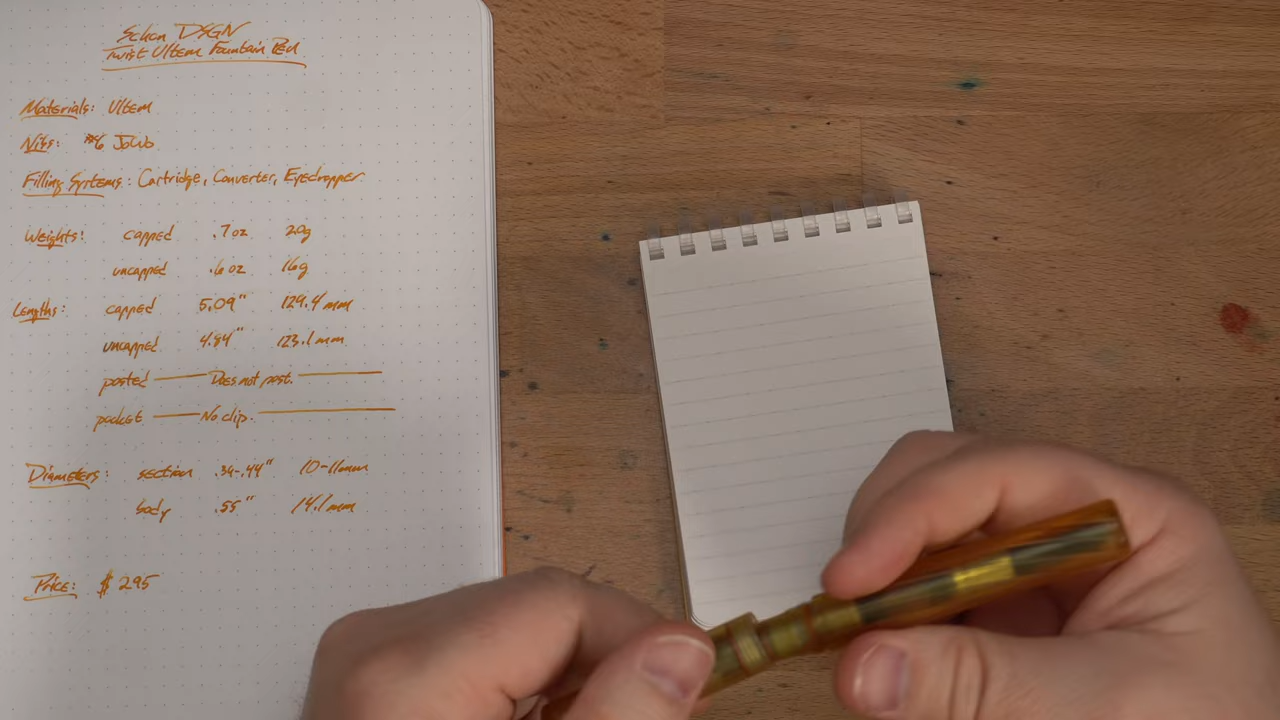 Schon DSGN
Twist Ultem Fountain Pen
Materials: Ultem
Nibs: #6 JoWo
Filling Systems: Cartridge, Converter, Eyedropper
Weights: capped .7oz 20g
uncapped .6oz 16g
Lengths: capped 5.09" 129.4mm
uncapped 4.84" 123.1mm
posted Does not post.
pocket No clip.
Diameters: section .34-.44" 10-11mm
body .55" 14.1mm
Price: $295